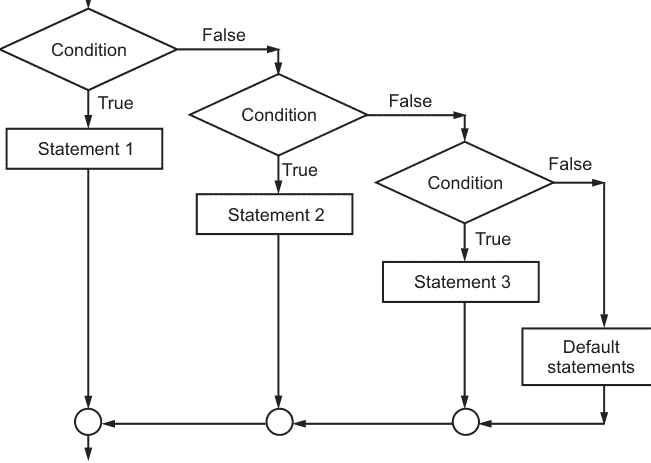 False
Condition
False
True
Condition
Statement 1
False
True
Condition
Statement 2
True
Statement 3
Default
statements